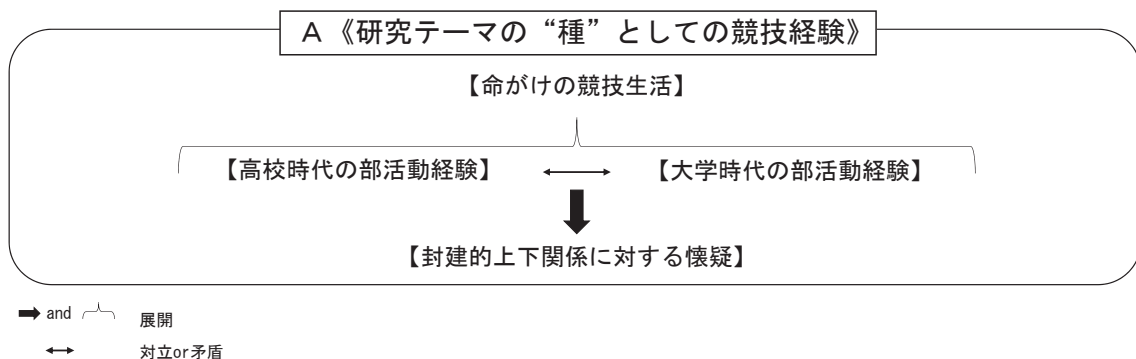 A《研究テーマの“種”としての競技経験》
【命がけの競技生活】
【高校時代の部活動経験】 【大学時代の部活動経験】
【封建的上下関係に対する懐疑】
and 展開
対立or矛盾